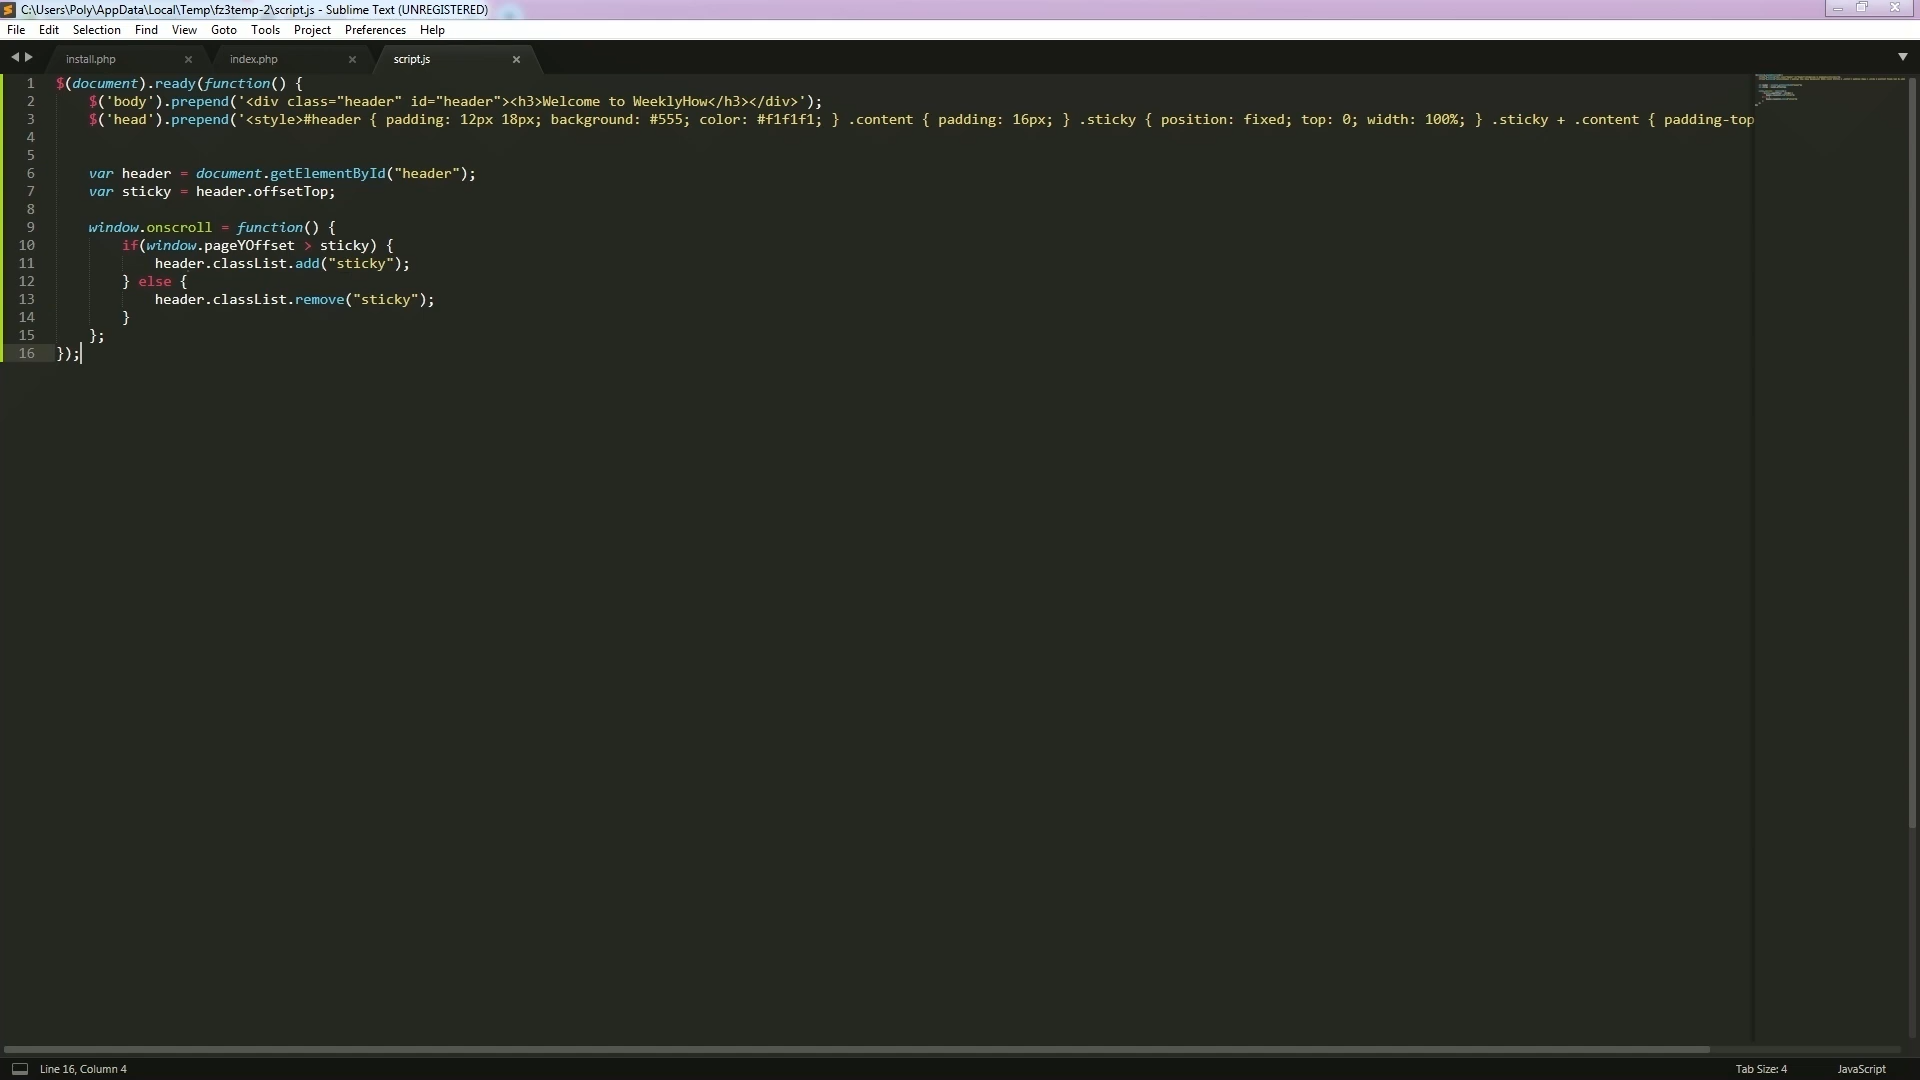 C:\Users\Poly\AppData\Local\Temp\fz3temp-2\script.js - Sublime Text (UNREGISTERED)
File Edit Selection Find View Goto Tools Project Preferences Help
install.php index.php script.js
1 $(document).ready(function() {
2     $('body').prepend('<div class="header" id="header"><h3>Welcome to WeeklyHow</h3></div>');
3     $('head').prepend('<style>#header { padding: 12px 18px; background: #555; color: #f1f1f1; } .content { padding: 16px; } .sticky { position: fixed; top: 0; width: 100%; } .sticky + .content { padding-top
4
5
6     var header = document.getElementById("header");
7     var sticky = header.offsetTop;
8
9     window.onscroll = function() {
10         if(window.pageYOffset > sticky) {
11             header.classList.add("sticky");
12         } else {
13             header.classList.remove("sticky");
14         }
15     };
16 });
Line 16, Column 4 Tab Size: 4 JavaScript